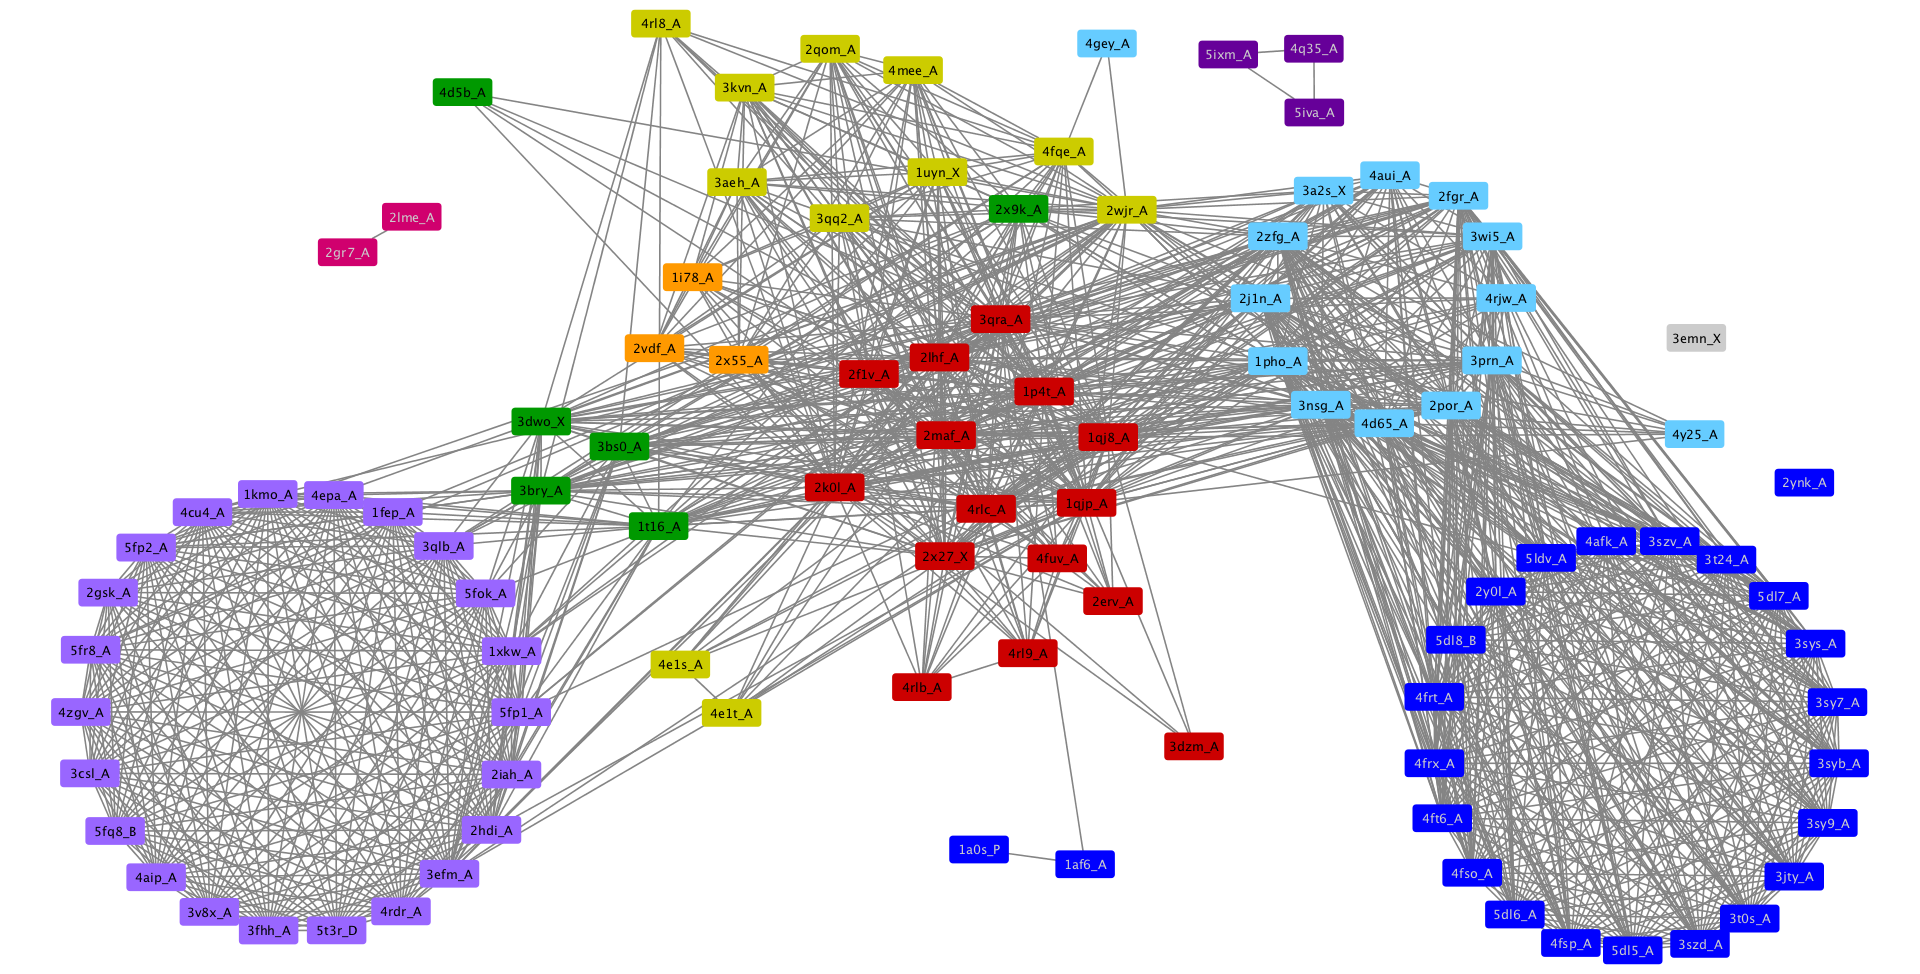 4rl8_A
2qom_A
4mee_A
3kvn_A
4gey_A
5ixm_A
4q35_A
5iva_A
4d5b_A
4fqe_A
1uyn_X
3aeh_A
3qq2_A
2x9k_A
2wjr_A
3a2s_X
4aui_A
2fgr_A
2lme_A
2gr7_A
2zfg_A
3wi5_A
1i78_A
2j1n_A
4rjw_A
3qra_A
3emn_X
2vdf_A
2x55_A
2lhf_A
2f1v_A
1pho_A
3prn_A
1p4t_A
3nsg_A
2por_A
4d65_A
3dwo_X
3bs0_A
2maf_A
1qj8_A
4y25_A
3bry_A
2k0l_A
4rlc_A
1qjp_A
2ynk_A
1kmo_A
4epa_A
4cu4_A
1fep_A
1t16_A
5fp2_A
3qlb_A
2x27_X
4fuv_A
5ldv_A
4afk_A
3szv_A
3t24_A
2gsk_A
5fok_A
2erv_A
2y0l_A
5dl7_A
5fr8_A
1xkw_A
4e1s_A
4rl9_A
5dl8_B
3sys_A
4zgv_A
5fp1_A
4e1t_A
4rlb_A
4frt_A
3sy7_A
3csl_A
2iah_A
3dzm_A
4frx_A
3syb_A
5fq8_B
2hdi_A
4ft6_A
3sy9_A
4aip_A
3efm_A
1a0s_P
1af6_A
4fso_A
3jty_A
3v8x_A
4rdr_A
5dl6_A
3t0s_A
3fhh_A
5t3r_D
4fsp_A
5dl5_A
3szd_A